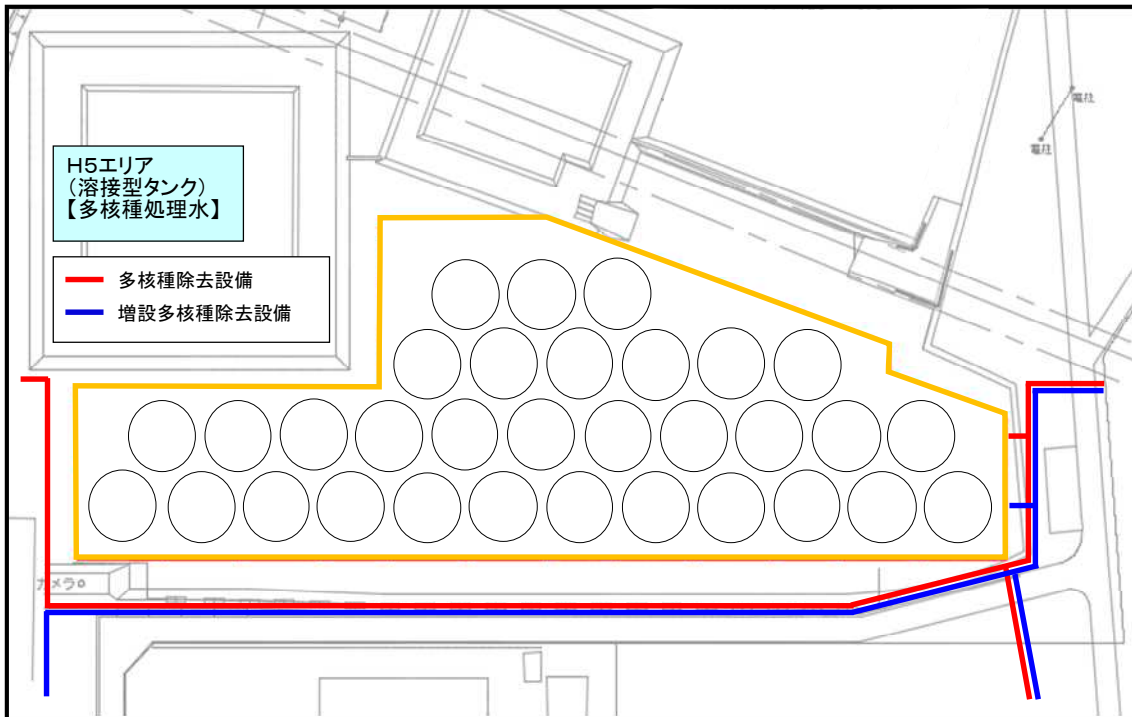 電柱
電柱
H5エリア
(溶接型タンク)
【多核種処理水】
多核種除去設備
増設多核種除去設備
カメラ